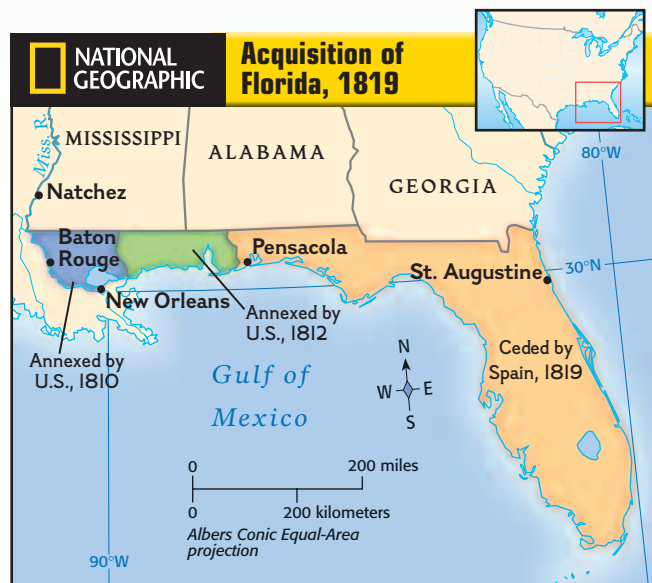 NATIONAL
GEOGRAPHIC
Acquisition of
Florida, 1819
80°W
Miss. R.
MISSISSIPPI
ALABAMA
GEORGIA
Natchez
Baton
Rouge
Pensacola
St. Augustine
30°N
New Orleans
Annexed by
U.S., 1812
Annexed by
U.S., 1810
Ceded by
Spain, 1819
Gulf of
Mexico
N
W
E
S
0
200 miles
0
200 kilometers
Albers Conic Equal-Area
projection
90°W